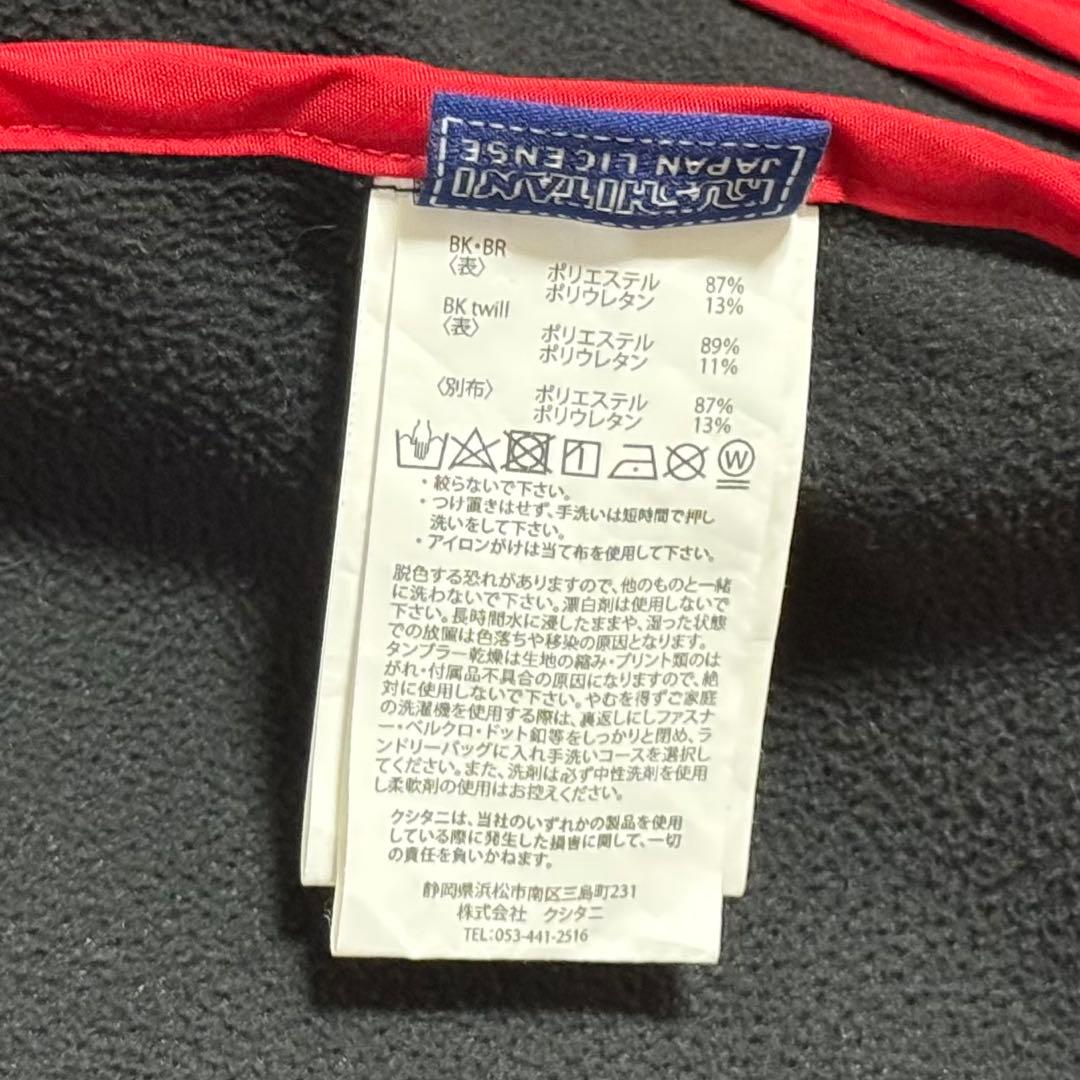 KUSHITANI
JAPAN LICENSE
BK・BR
〈表〉 ポリエステル 87%
ポリウレタン 13%
BK twill
〈表〉 ポリエステル 89%
ポリウレタン 11%
〈別布〉 ポリエステル 87%
ポリウレタン 13%
W
・絞らないで下さい。
・つけ置きはせず、手洗いは短時間で押し
洗いをして下さい。
・アイロンがけは当て布を使用して下さい。
脱色する恐れがありますので、他のものと一緒
に洗わないで下さい。漂白剤は使用しないで
下さい。長時間水に浸したままや、湿った状態
での放置は色落ちや移染の原因となります。
タンブラー乾燥は生地の縮み・プリント類のは
がれ・付属品不具合の原因になりますので、絶
対に使用しないで下さい。やむを得ずご家庭
の洗濯機を使用する際は、裏返しにしファスナ
ー・ベルクロ・ドット釦等をしっかりと閉め、ラ
ンドリーバッグに入れ手洗いコースを選択し
てください。また、洗剤は必ず中性洗剤を使用
し柔軟剤の使用はお控えください。
クシタニは、当社のいずれかの製品を使用
している際に発生した損害に関して、一切
の責任を負いかねます。
静岡県浜松市南区三島町231
株式会社 クシタニ
TEL:053-441-2516